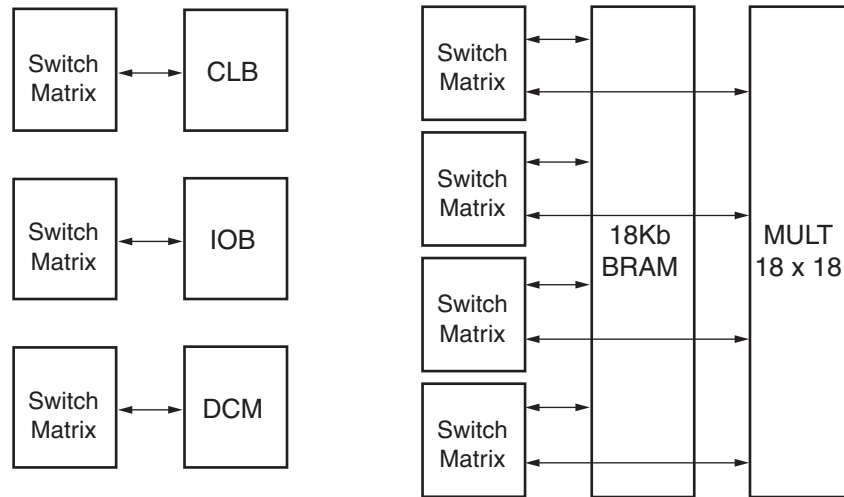 Switch
Matrix
CLB
Switch
Matrix
IOB
Switch
Matrix
DCM
Switch
Matrix
Switch
Matrix
Switch
Matrix
Switch
Matrix
18Kb
BRAM
MULT
18 x 18